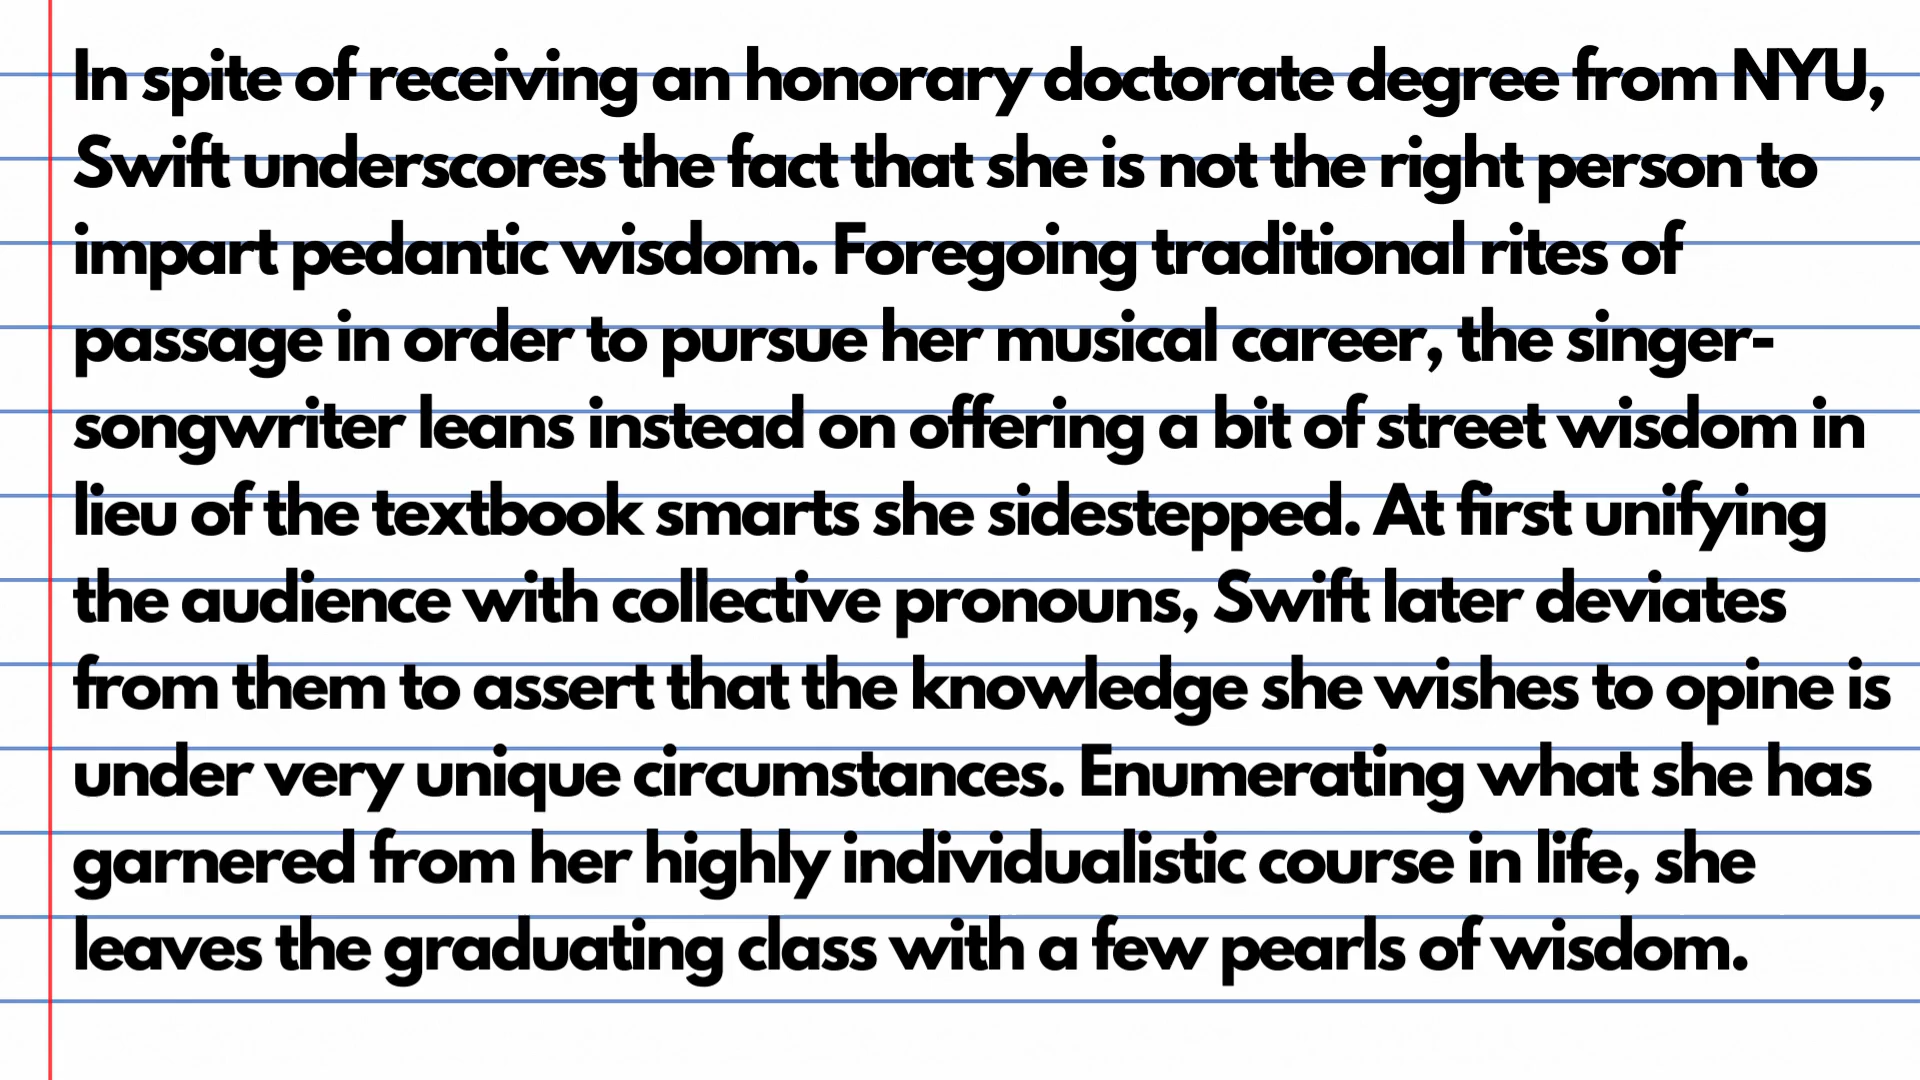 In spite of receiving an honorary doctorate degree from NYU,
Swift underscores the fact that she is not the right person to
impart pedantic wisdom. Foregoing traditional rites of
passage in order to pursue her musical career, the singer-
songwriter leans instead on offering a bit of street wisdom in
lieu of the textbook smarts she sidestepped. At first unifying
the audience with collective pronouns, Swift later deviates
from them to assert that the knowledge she wishes to opine is
under very unique circumstances. Enumerating what she has
garnered from her highly individualistic course in life, she
leaves the graduating class with a few pearls of wisdom.